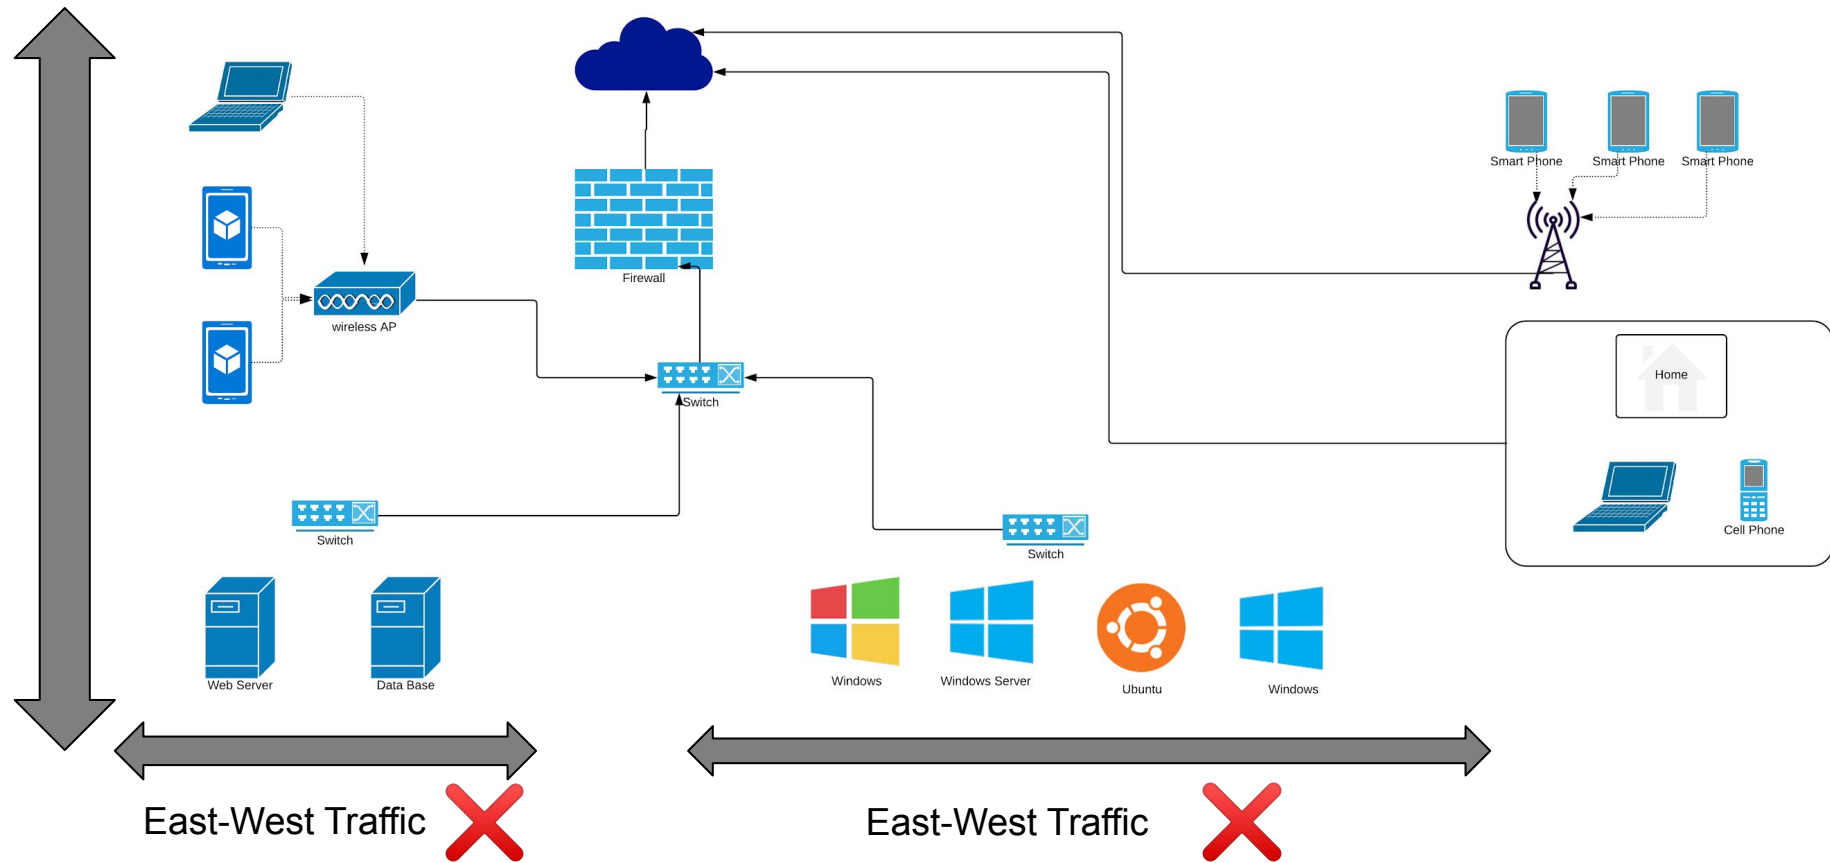 Smart Phone
Smart Phone
Smart Phone
Firewall
wireless AP
Home
Switch
Switch
Cell Phone
Switch
Web Server
Data Base
Windows
Windows Server
Ubuntu
Windows
East-West Traffic
East-West Traffic